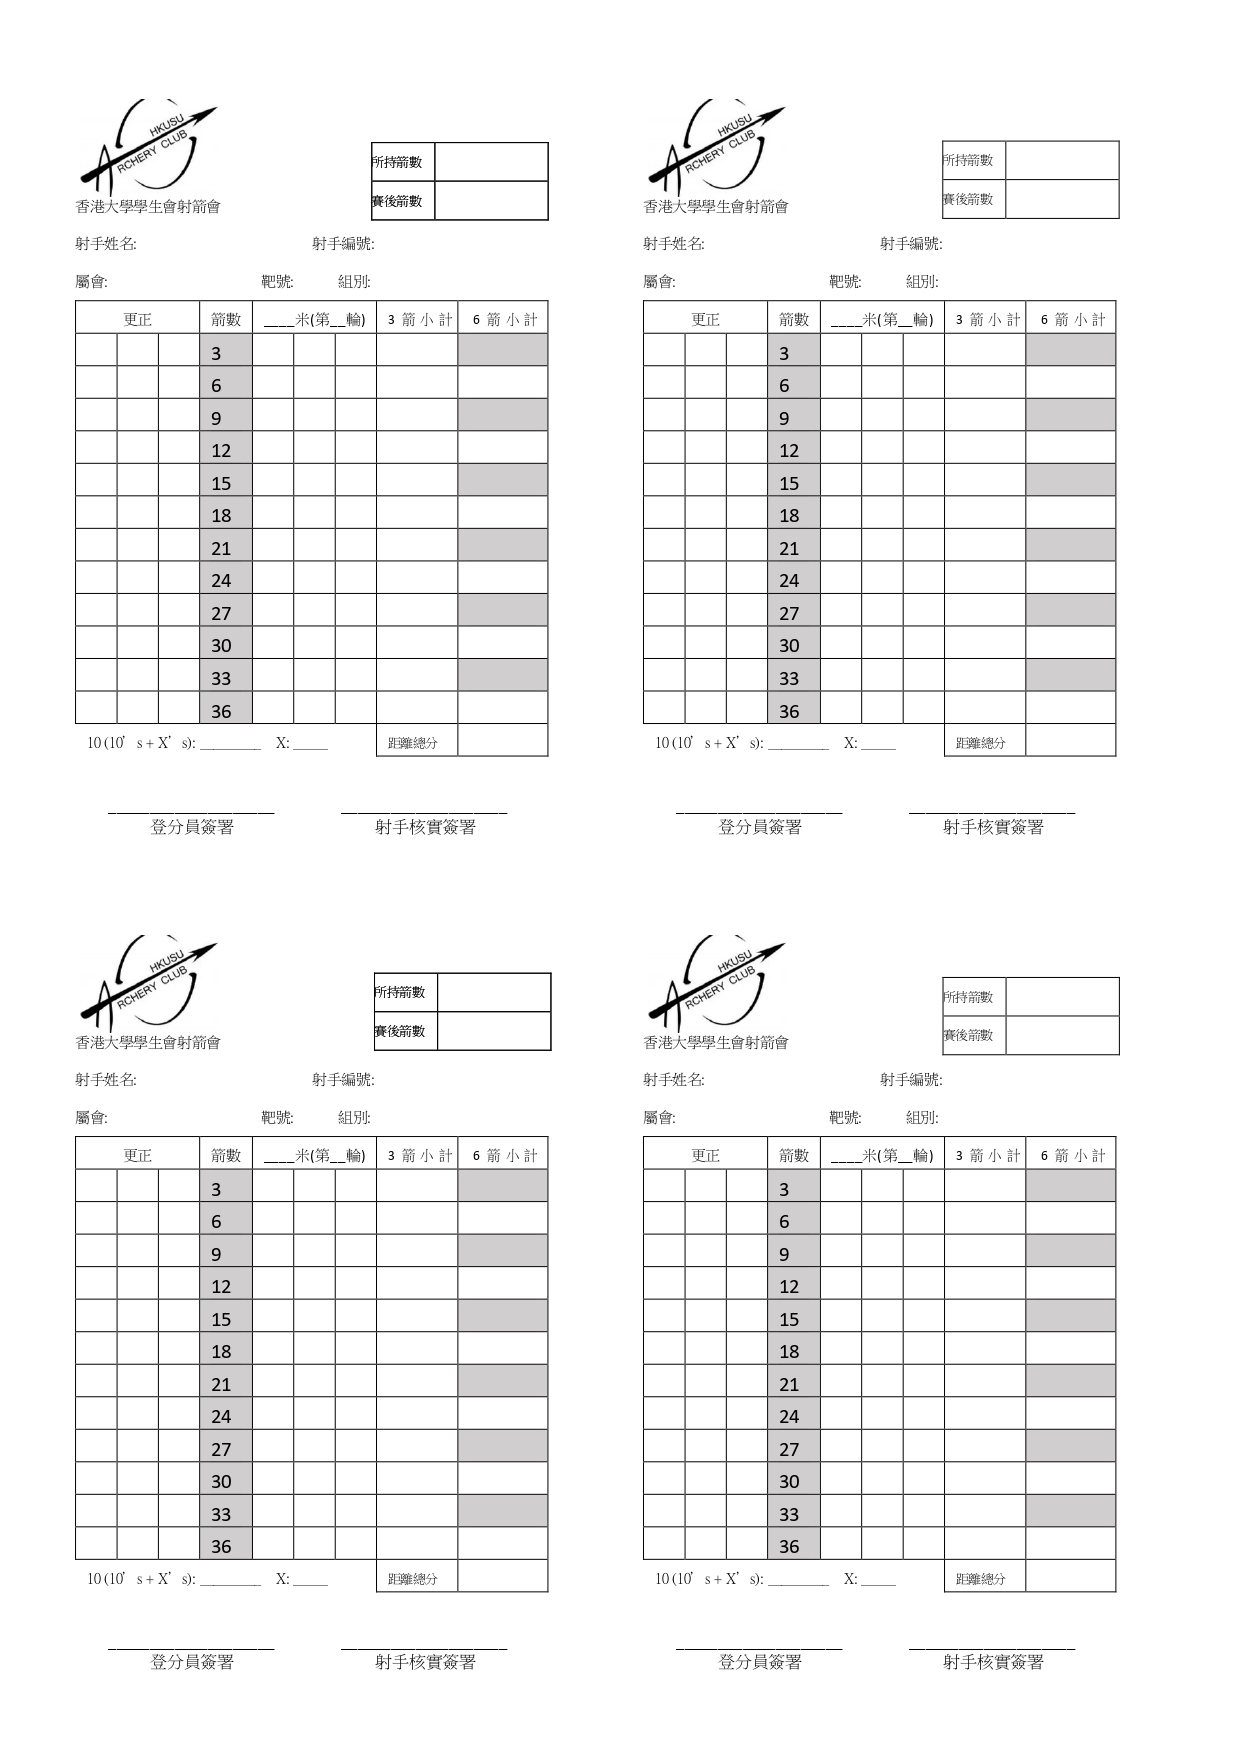 HKUSU
ARCHERY CLUB
所持箭數
賽後箭數
香港大學學生會射箭會
射手姓名: 射手編號:
屬會: 靶號: 組別:
更正 箭數 ____米(第__輪) 3 箭小計 6 箭小計
3
6
9
12
15
18
21
24
27
30
33
36
10 (10’s + X’s): ________ X: _____ 距離總分
登分員簽署 射手核實簽署
HKUSU
ARCHERY CLUB
所持箭數
賽後箭數
香港大學學生會射箭會
射手姓名: 射手編號:
屬會: 靶號: 組別:
更正 箭數 ____米(第__輪) 3 箭小計 6 箭小計
3
6
9
12
15
18
21
24
27
30
33
36
10 (10’s + X’s): ________ X: _____ 距離總分
登分員簽署 射手核實簽署
HKUSU
ARCHERY CLUB
所持箭數
賽後箭數
香港大學學生會射箭會
射手姓名: 射手編號:
屬會: 靶號: 組別:
更正 箭數 ____米(第__輪) 3 箭小計 6 箭小計
3
6
9
12
15
18
21
24
27
30
33
36
10 (10’s + X’s): ________ X: _____ 距離總分
登分員簽署 射手核實簽署
HKUSU
ARCHERY CLUB
所持箭數
賽後箭數
香港大學學生會射箭會
射手姓名: 射手編號:
屬會: 靶號: 組別:
更正 箭數 ____米(第__輪) 3 箭小計 6 箭小計
3
6
9
12
15
18
21
24
27
30
33
36
10 (10’s + X’s): ________ X: _____ 距離總分
登分員簽署 射手核實簽署